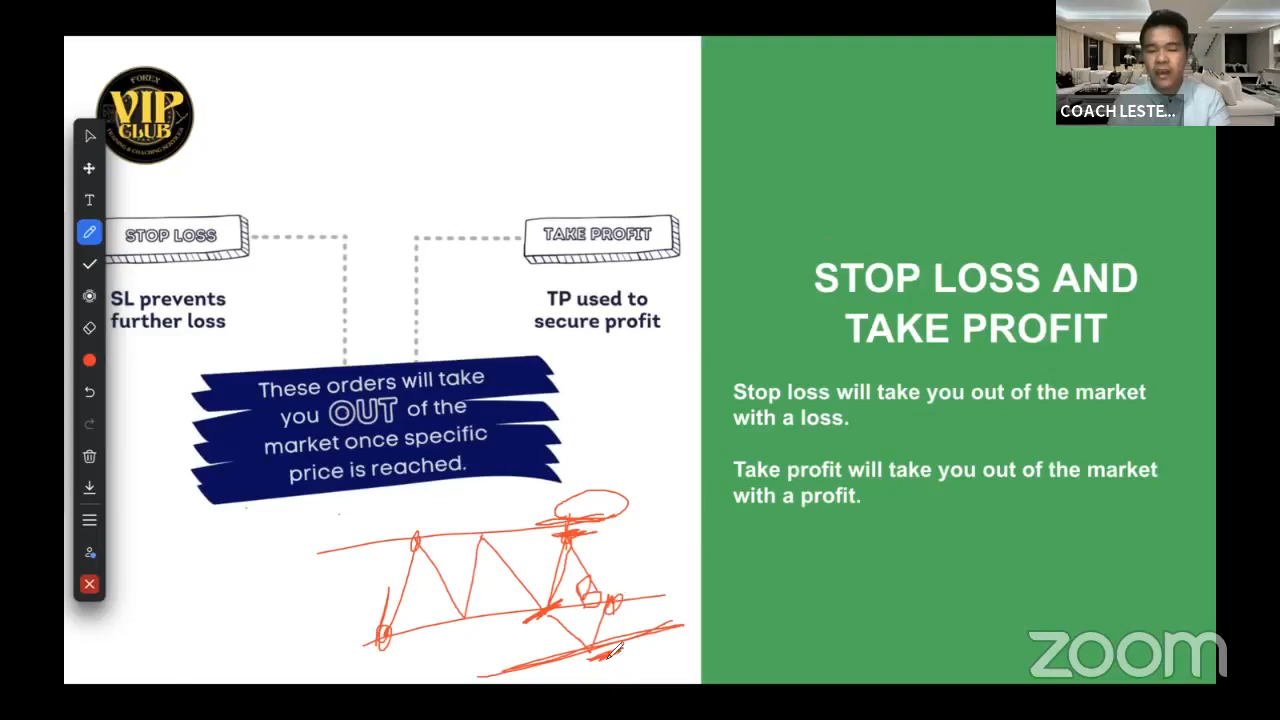 COACH LESTE...
FOREX
VIP
CLUB
TRAINING & COACHING SERVICES
T
STOP LOSS
TAKE PROFIT
SL prevents
further loss
TP used to
secure profit
These orders will take
you OUT of the
market once specific
price is reached.
STOP LOSS AND
TAKE PROFIT
Stop loss will take you out of the market
with a loss.
Take profit will take you out of the market
with a profit.
zoom